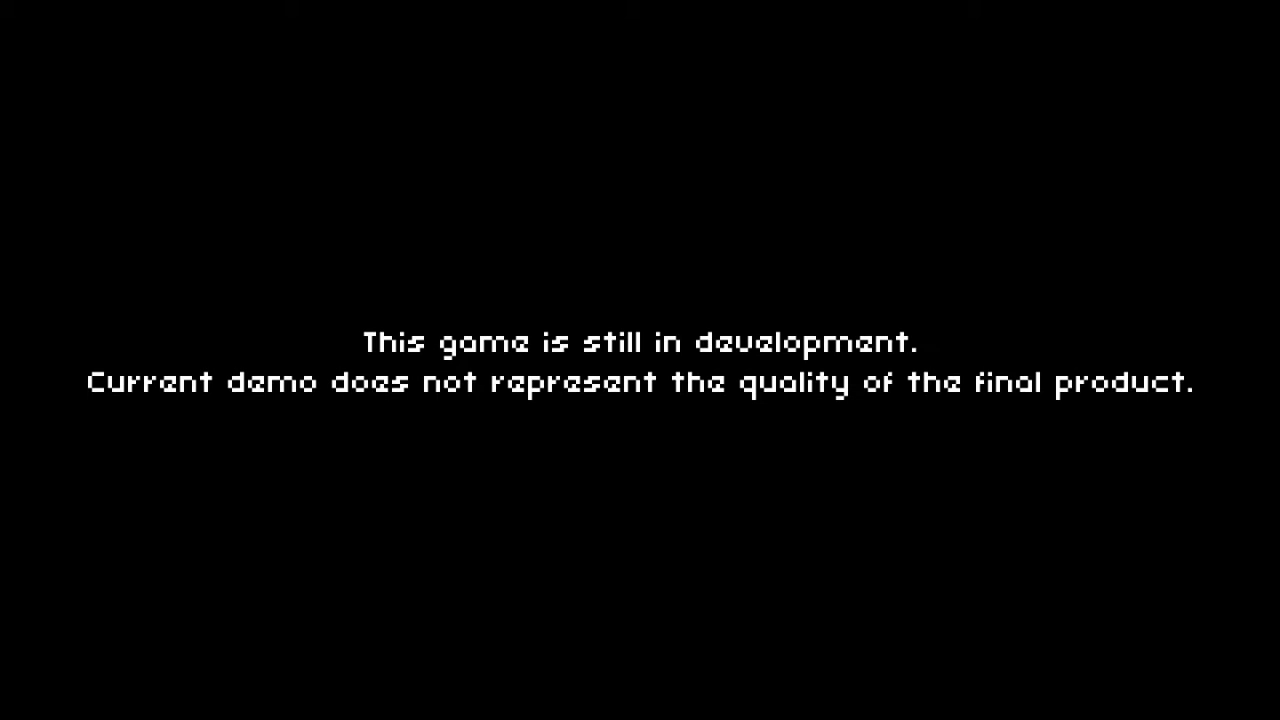 This game is still in development.
Current demo does not represent the quality of the final product.